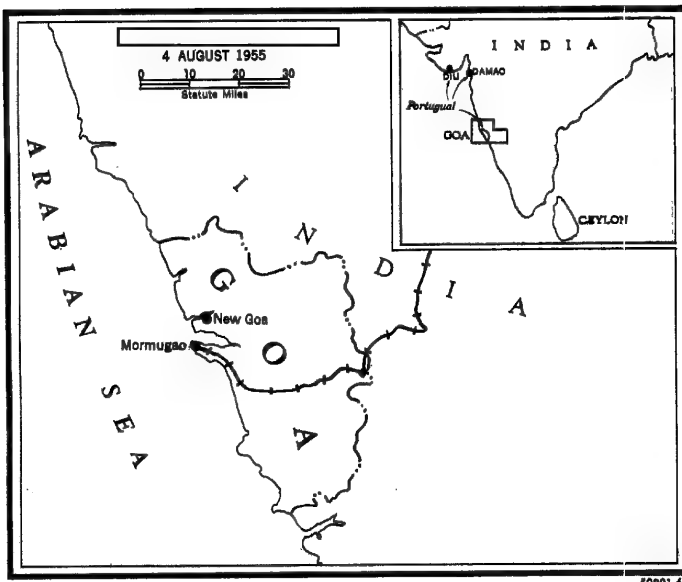 4 AUGUST 1955
0 10 20 30
Statute Miles
INDIA
Diu
DAMAO
Portugual
GOA
CEYLON
ARABIAN SEA
INDIA
GOA
New Goa
Mormugao